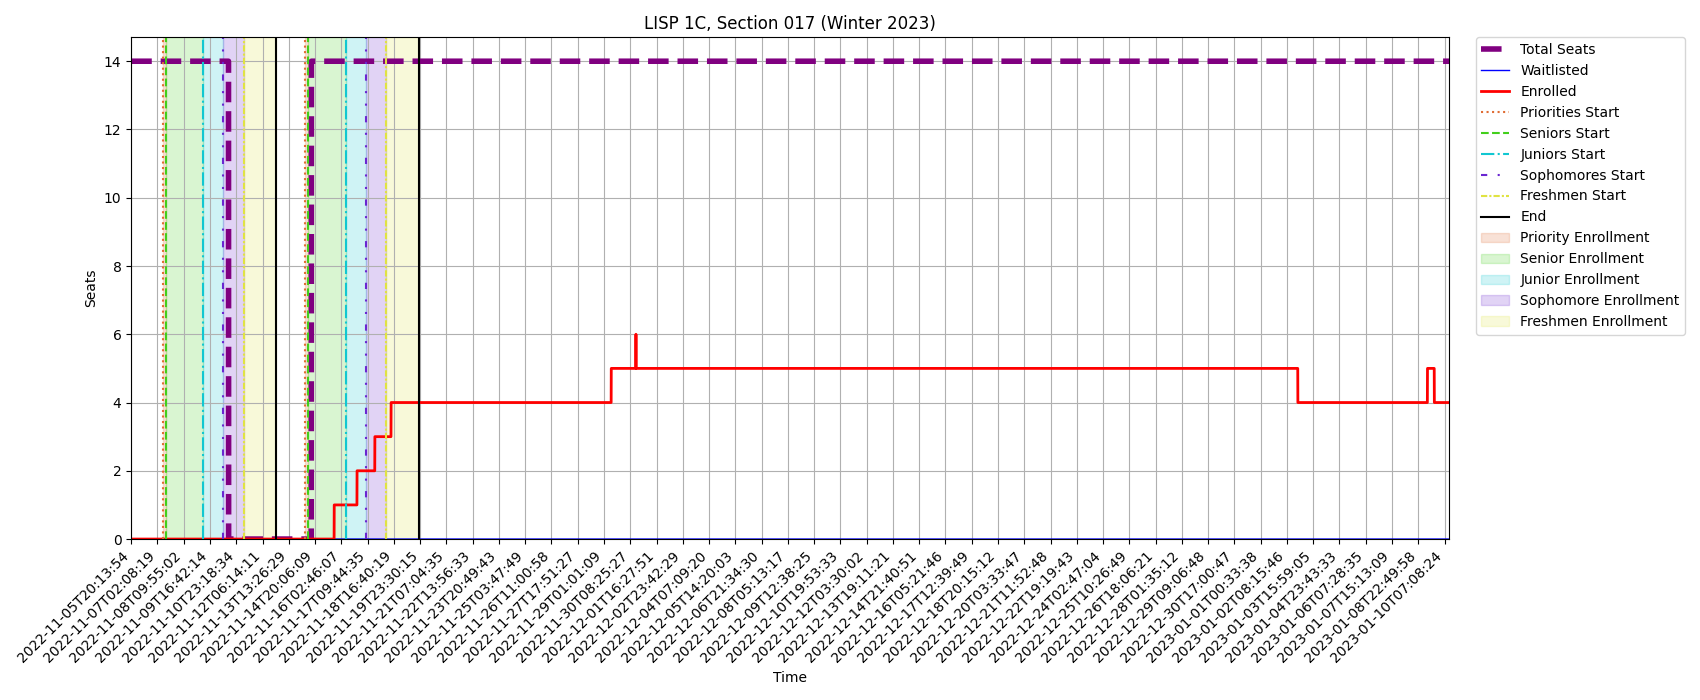 LISP 1C, Section 017 (Winter 2023)
Seats
14
12
10
8
6
4
2
0
2022-11-05T20:13:54
2022-11-07T02:08:19
2022-11-08T09:55:02
2022-11-09T16:42:14
2022-11-10T23:18:34
2022-11-12T06:14:11
2022-11-13T13:26:29
2022-11-14T20:06:09
2022-11-16T02:46:07
2022-11-17T09:44:35
2022-11-18T16:40:19
2022-11-19T23:30:15
2022-11-21T07:04:35
2022-11-22T13:56:33
2022-11-23T20:49:43
2022-11-25T03:47:49
2022-11-26T11:00:58
2022-11-27T17:51:27
2022-11-29T01:01:09
2022-11-30T08:25:27
2022-12-01T16:27:51
2022-12-02T23:42:29
2022-12-04T07:09:20
2022-12-05T14:20:03
2022-12-06T21:34:30
2022-12-08T05:13:17
2022-12-09T12:38:25
2022-12-10T19:53:33
2022-12-12T03:30:02
2022-12-13T11:11:21
2022-12-14T21:40:51
2022-12-16T05:21:46
2022-12-17T12:39:49
2022-12-18T20:15:12
2022-12-20T03:33:47
2022-12-21T11:52:48
2022-12-22T19:19:43
2022-12-24T02:47:04
2022-12-25T10:26:49
2022-12-26T18:06:21
2022-12-28T01:35:12
2022-12-29T09:06:48
2022-12-30T17:00:47
2023-01-01T00:33:38
2023-01-02T08:15:46
2023-01-03T15:59:05
2023-01-04T23:43:33
2023-01-06T07:28:35
2023-01-07T15:13:09
2023-01-08T22:49:58
2023-01-10T07:08:24
Time
Total Seats
Waitlisted
Enrolled
Priorities Start
Seniors Start
Juniors Start
Sophomores Start
Freshmen Start
End
Priority Enrollment
Senior Enrollment
Junior Enrollment
Sophomore Enrollment
Freshmen Enrollment